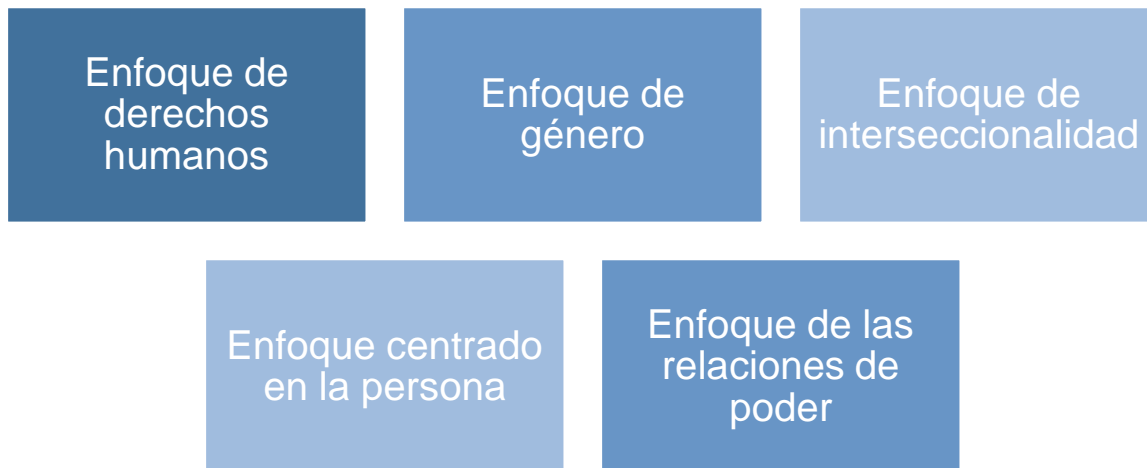 Enfoque de
derechos
humanos
Enfoque de
género
Enfoque de
interseccionalidad
Enfoque centrado
en la persona
Enfoque de las
relaciones de
poder